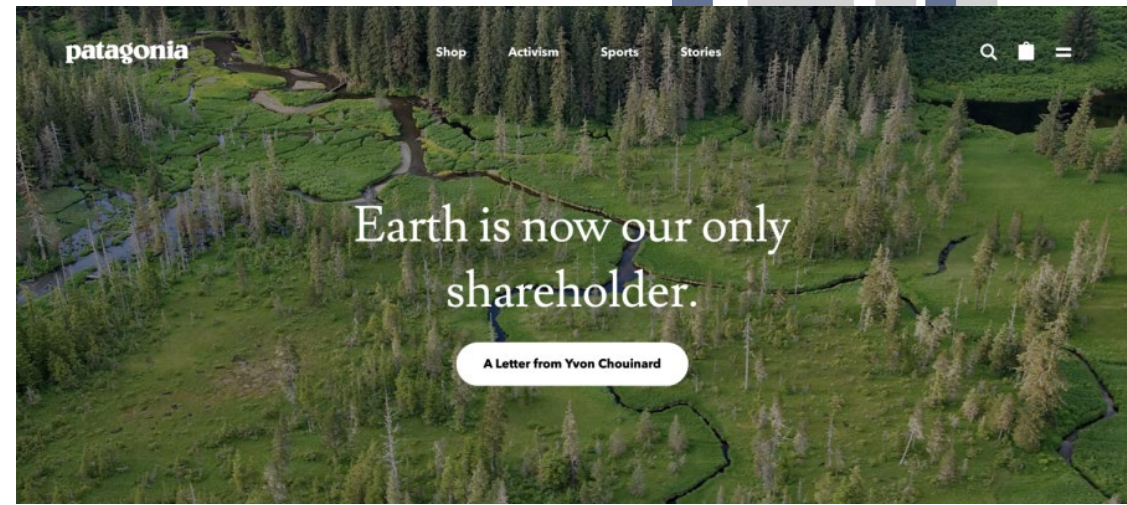 patagonia
Shop Activism Sports Stories
Earth is now our only
shareholder.
A Letter from Yvon Chouinard